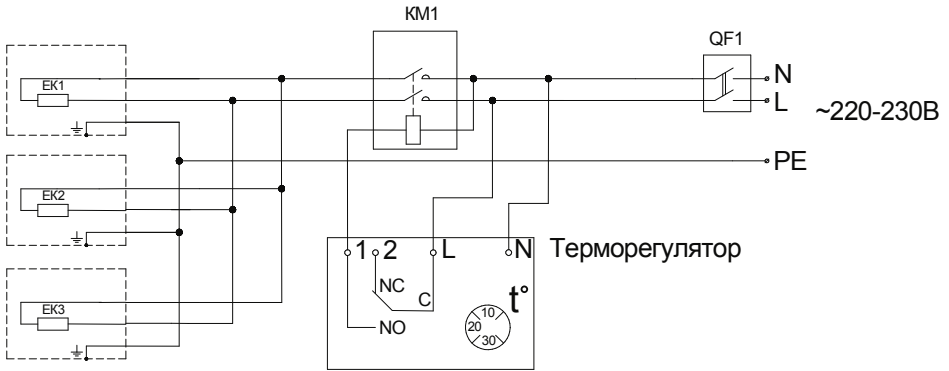 KM1
QF1
EK1
N
L
~220-230В
PE
EK2
1 2 L N Терморегулятор
NC
C
t°
10
20
30
NO
EK3